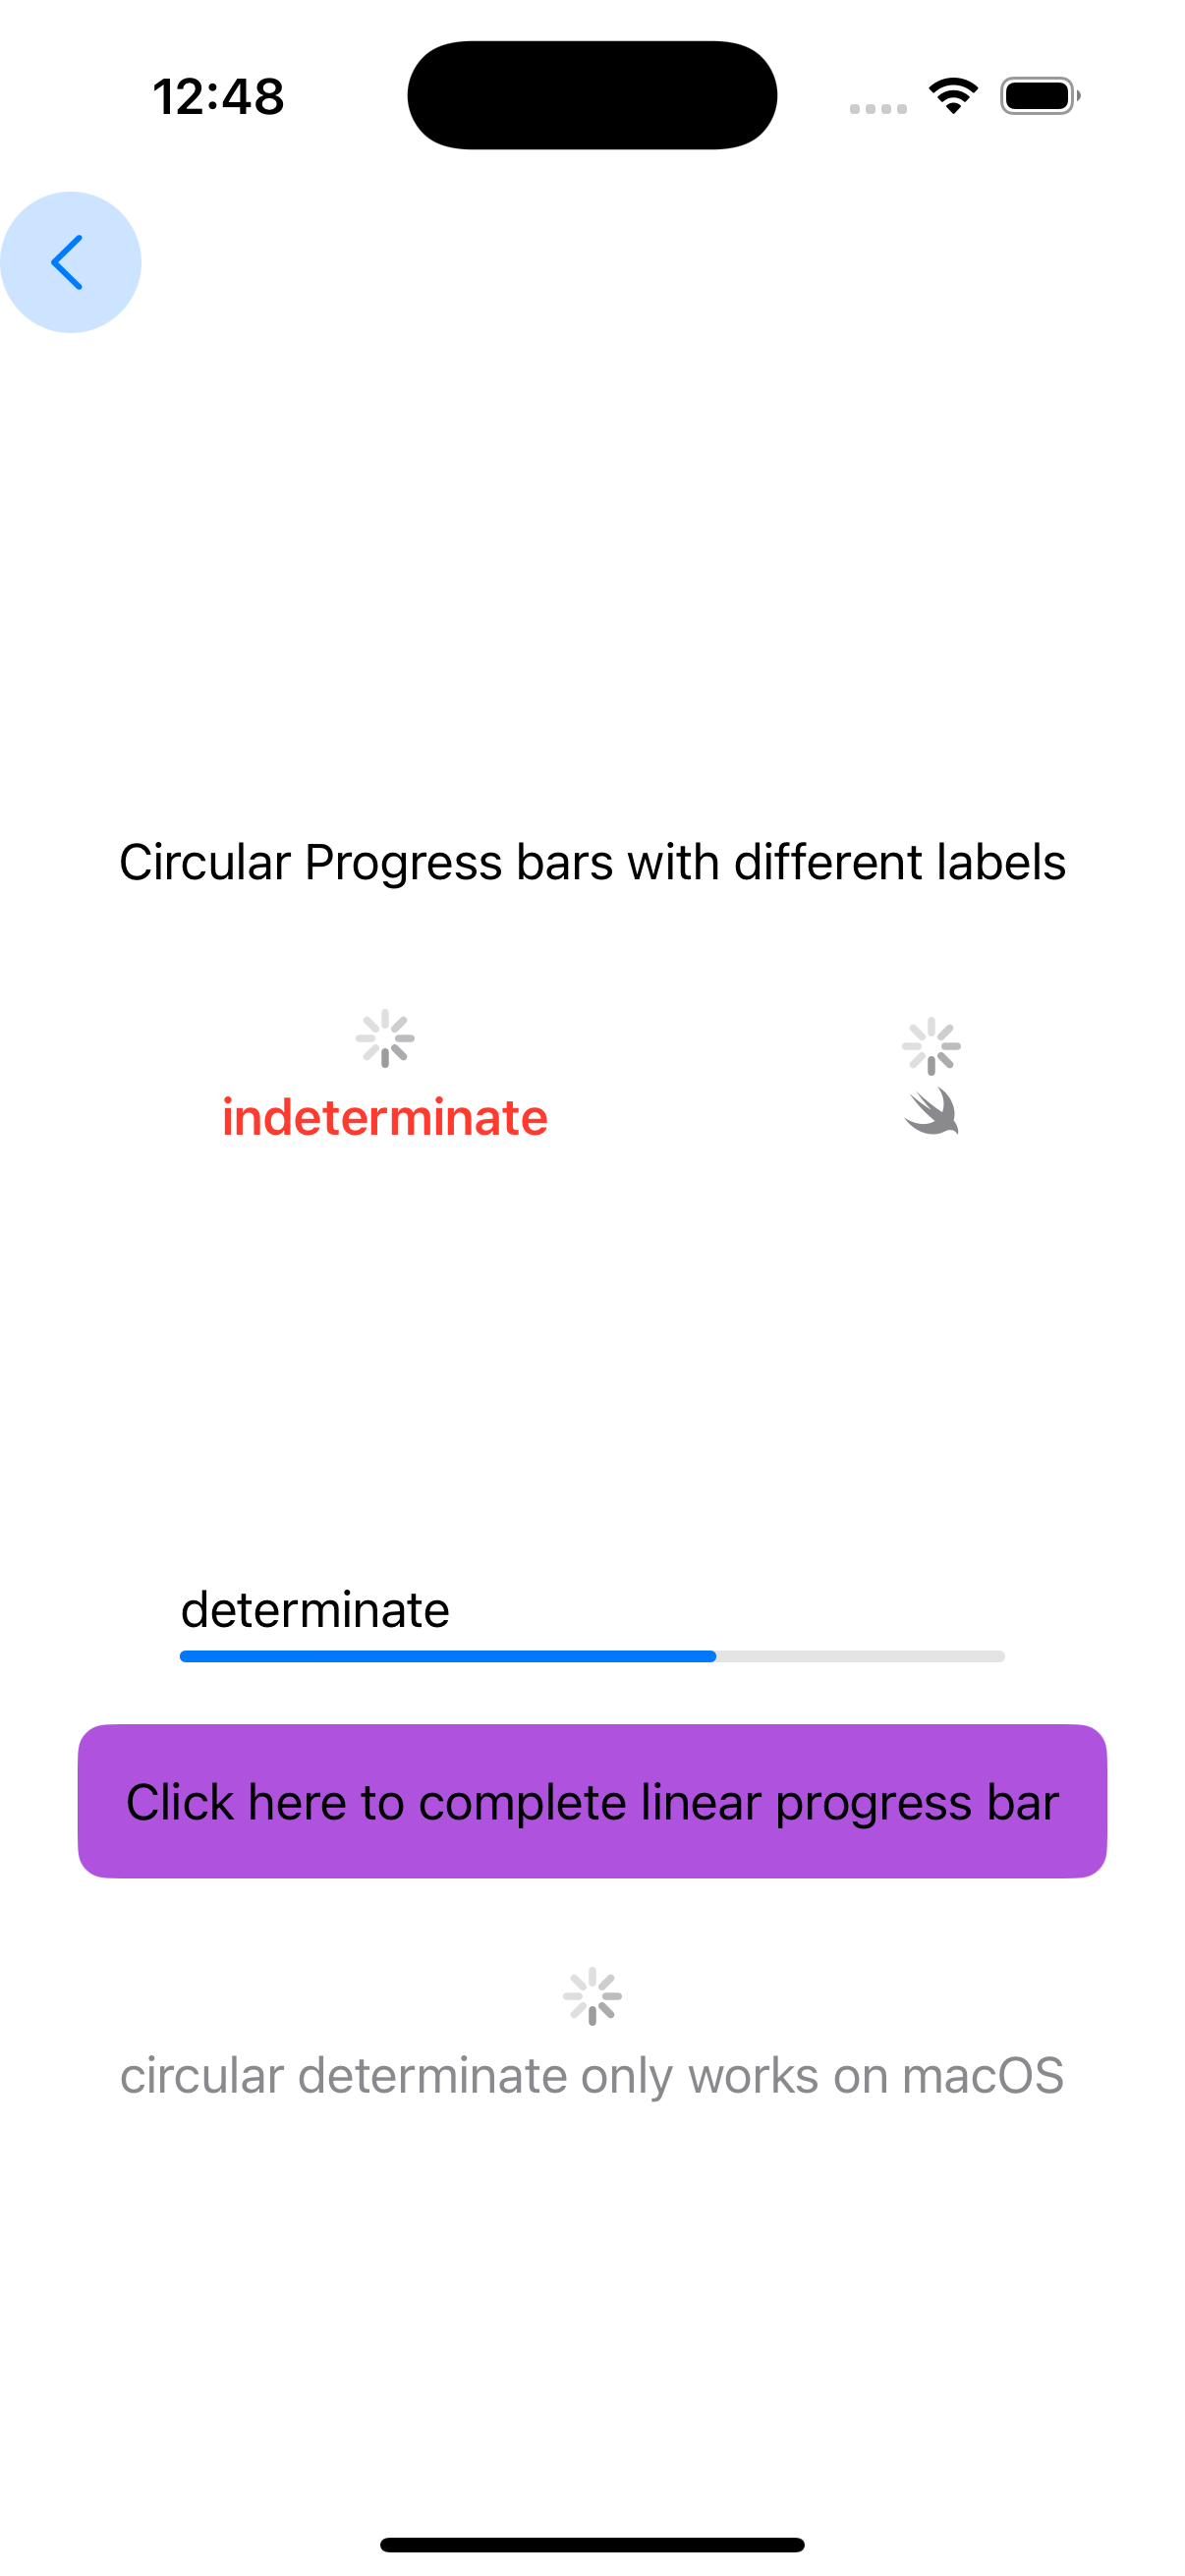 12:48
Circular Progress bars with different labels
indeterminate
determinate
Click here to complete linear progress bar
circular determinate only works on macOS